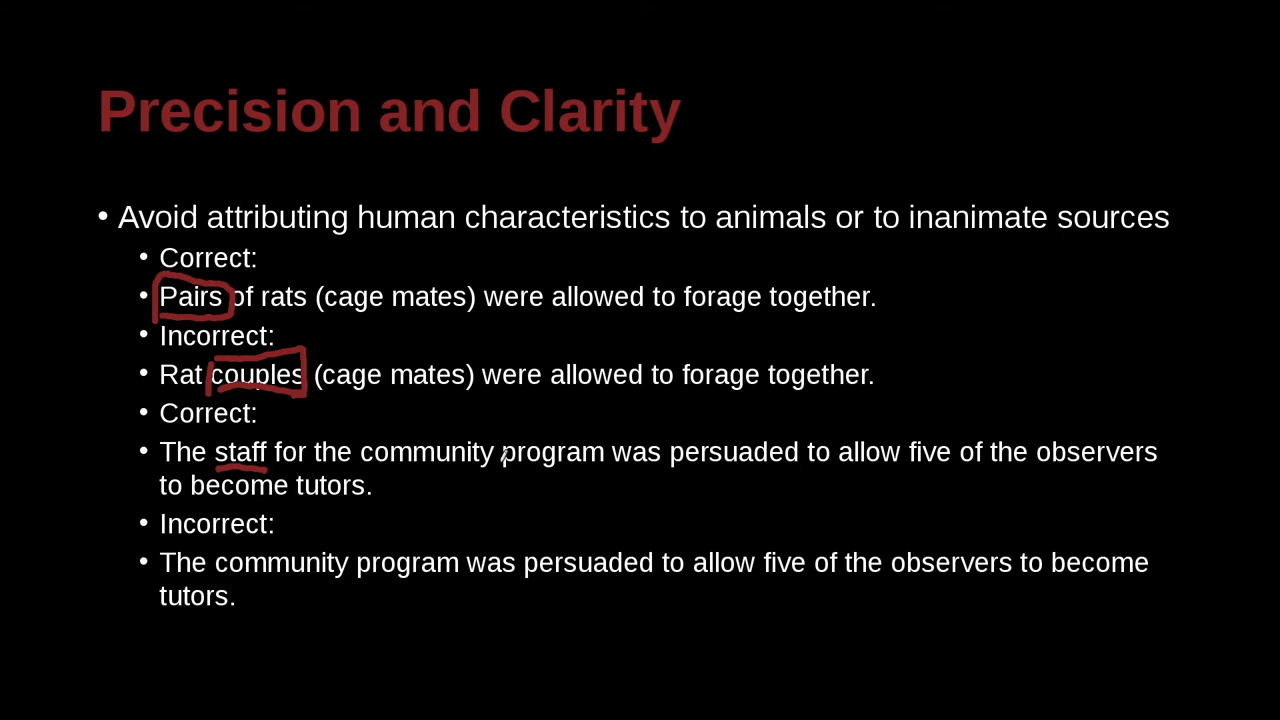 Precision and Clarity
• Avoid attributing human characteristics to animals or to inanimate sources
• Correct:
• Pairs of rats (cage mates) were allowed to forage together.
• Incorrect:
• Rat couples (cage mates) were allowed to forage together.
• Correct:
• The staff for the community program was persuaded to allow five of the observers
to become tutors.
• Incorrect:
• The community program was persuaded to allow five of the observers to become
tutors.